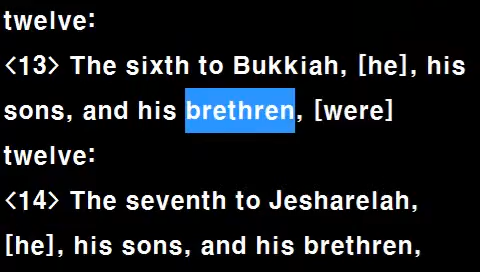 twelve:
<13> The sixth to Bukkiah, [he], his
sons, and his brethren, [were]
twelve:
<14> The seventh to Jesharelah,
[he], his sons, and his brethren,